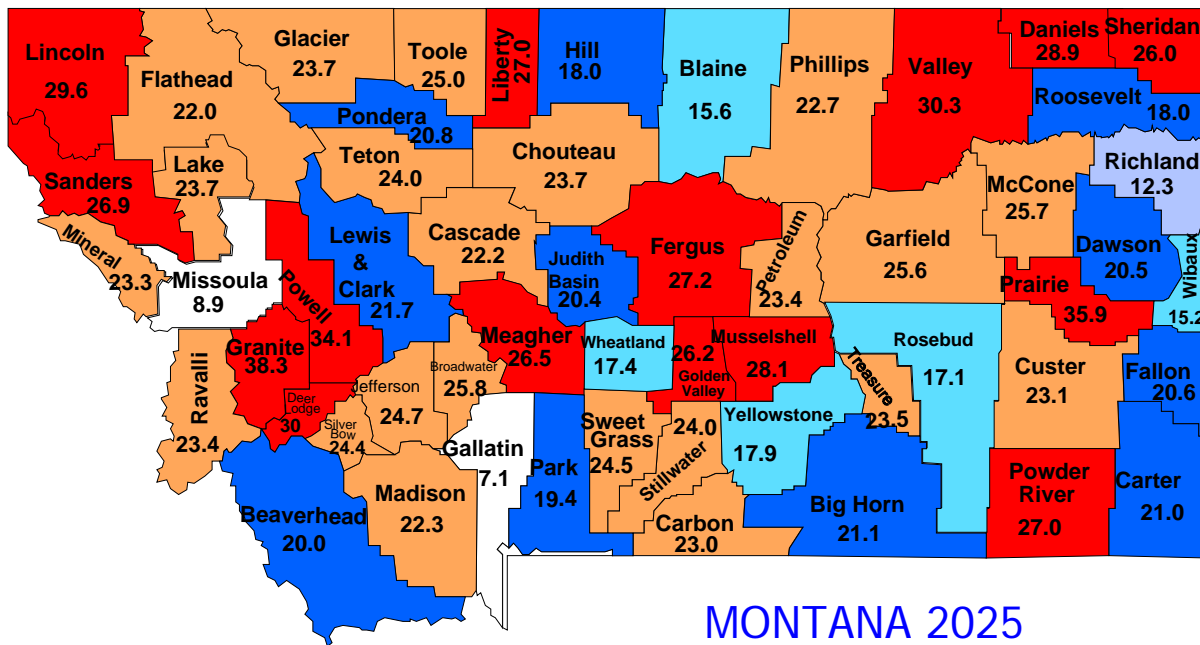 Lincoln
29.6
Flathead
22.0
Glacier
23.7
Toole
25.0
Liberty
27.0
Hill
18.0
Blaine
15.6
Phillips
22.7
Valley
30.3
Daniels
28.9
Sheridan
26.0
Roosevelt
18.0
Pondera
20.8
Teton
24.0
Chouteau
23.7
Richland
12.3
Sanders
26.9
Lake
23.7
McCone
25.7
Mineral
23.3
Missoula
8.9
Powell
34.1
Lewis
&
Clark
21.7
Cascade
22.2
Judith
Basin
20.4
Fergus
27.2
Petroleum
23.4
Garfield
25.6
Dawson
20.5
Wibaux
15.2
Prairie
35.9
Ravalli
23.4
Granite
38.3
Deer
Lodge
30
Silver
Bow
24.4
Jefferson
24.7
Broadwater
25.8
Meagher
26.5
Wheatland
17.4
26.2
Golden
Valley
Musselshell
28.1
Treasure
23.5
Rosebud
17.1
Custer
23.1
Fallon
20.6
Gallatin
7.1
Park
19.4
Sweet
Grass
24.5
24.0
Stillwater
Yellowstone
17.9
Beaverhead
20.0
Madison
22.3
Carbon
23.0
Big Horn
21.1
Powder
River
27.0
Carter
21.0
MONTANA 2025